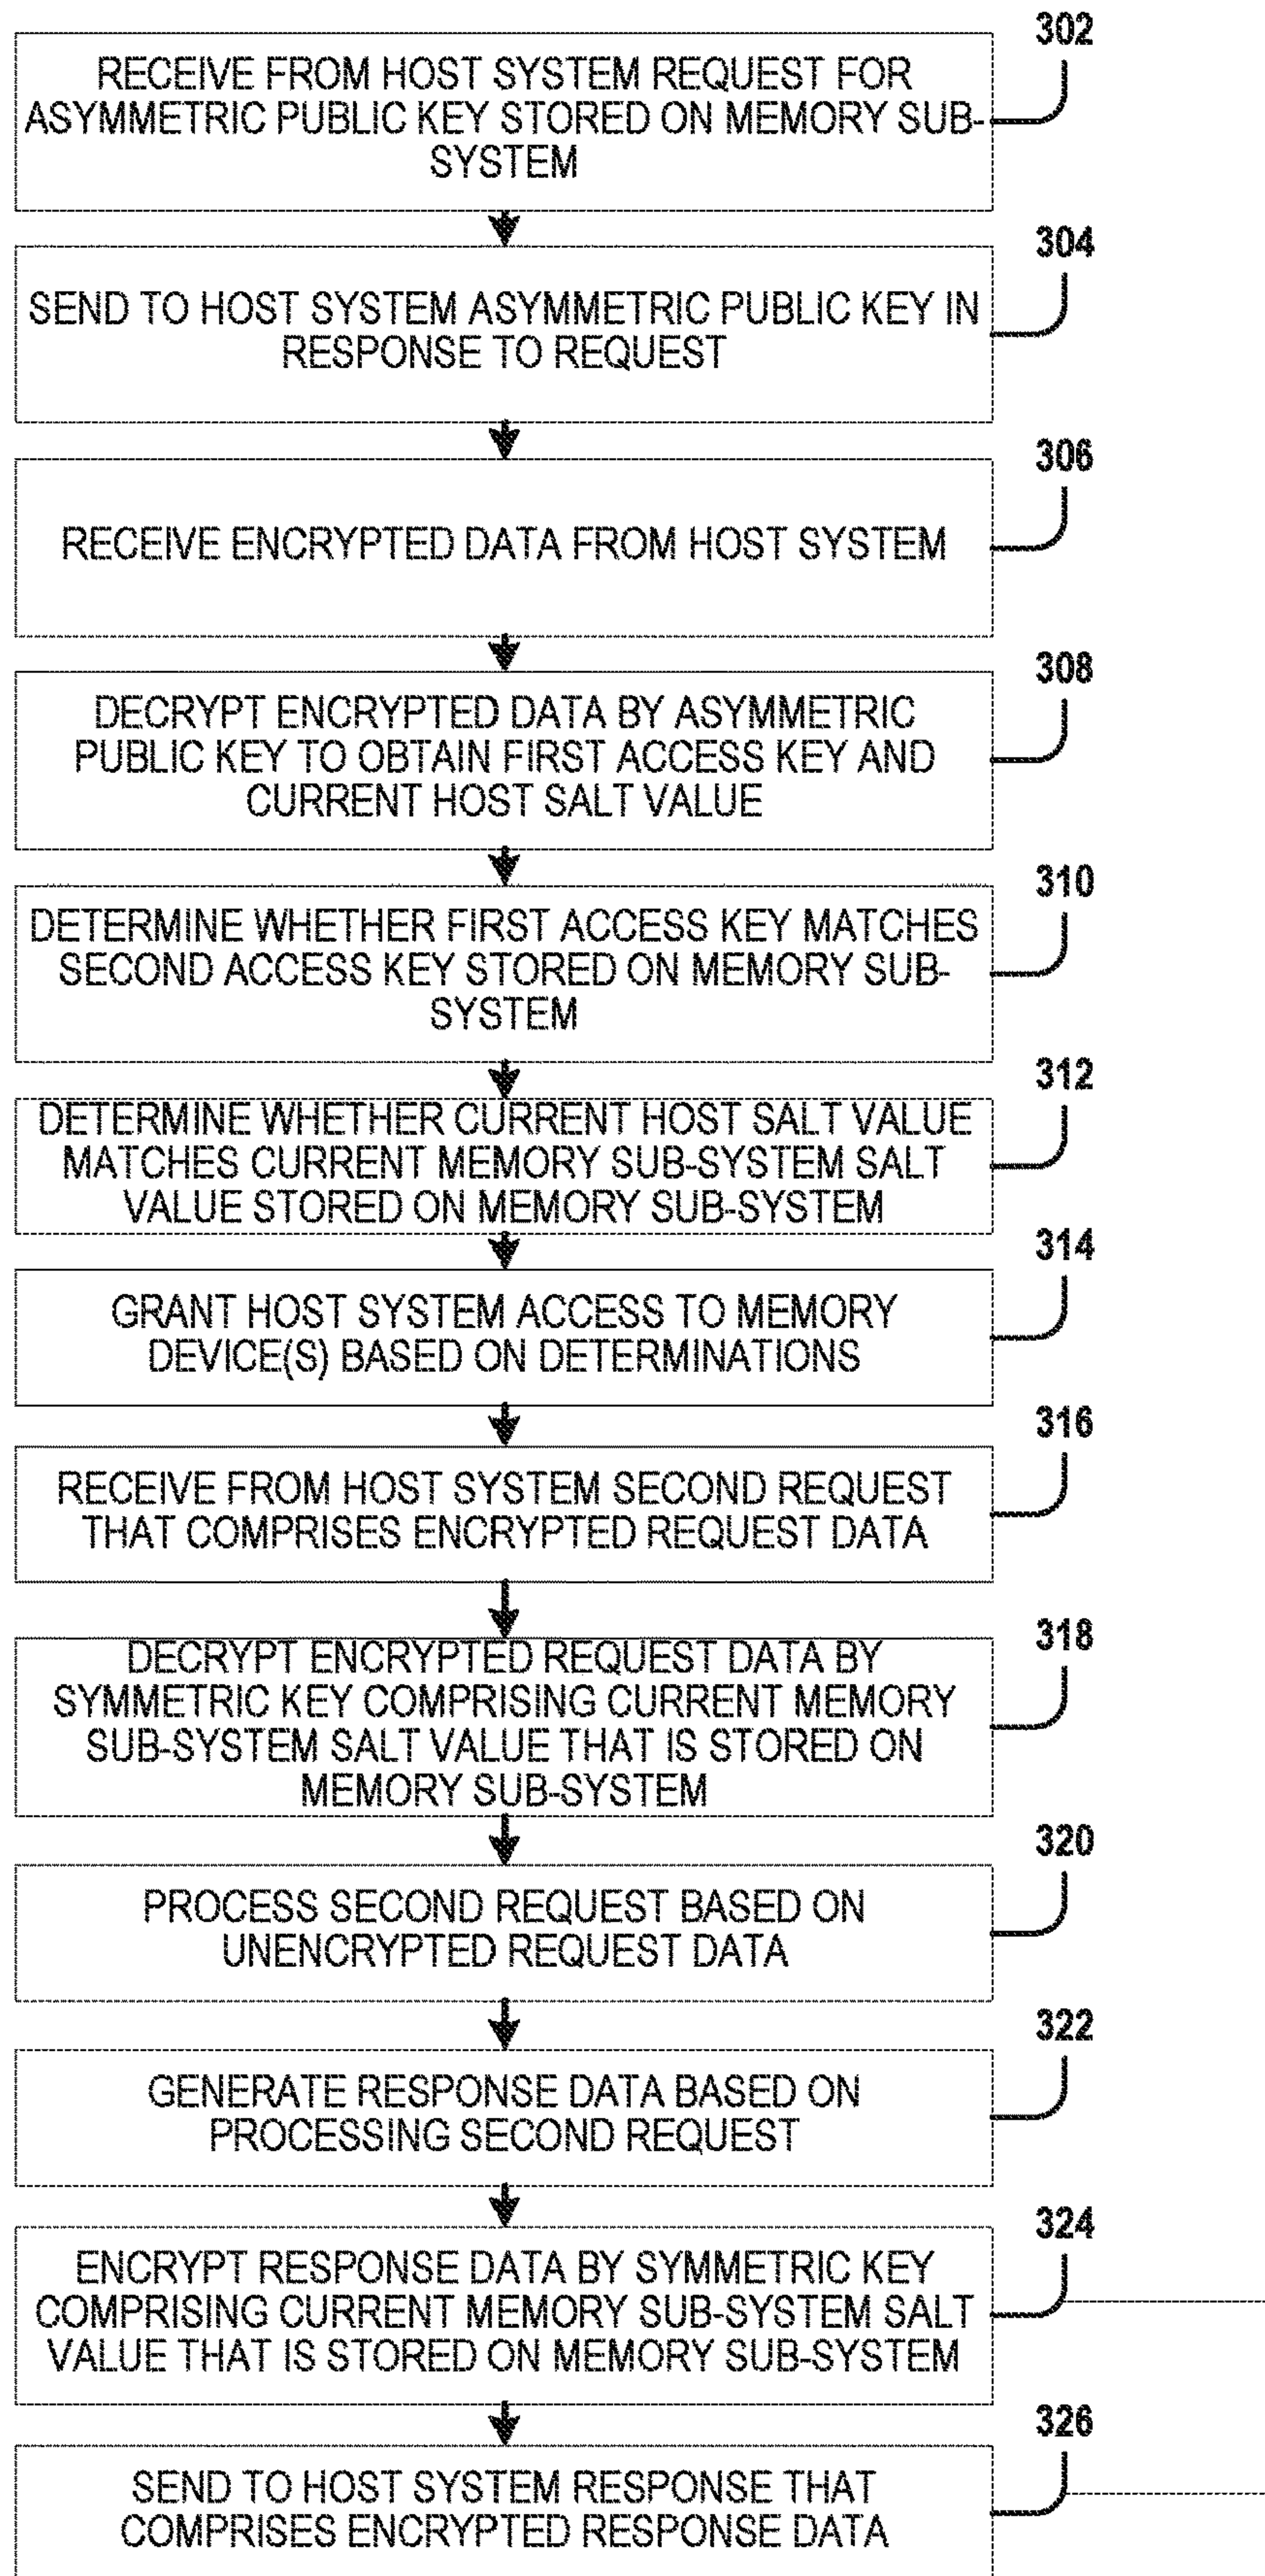 302
RECEIVE FROM HOST SYSTEM REQUEST FOR
ASYMMETRIC PUBLIC KEY STORED ON MEMORY SUB-
SYSTEM
304
SEND TO HOST SYSTEM ASYMMETRIC PUBLIC KEY IN
RESPONSE TO REQUEST
306
RECEIVE ENCRYPTED DATA FROM HOST SYSTEM
308
DECRYPT ENCRYPTED DATA BY ASYMMETRIC
PUBLIC KEY TO OBTAIN FIRST ACCESS KEY AND
CURRENT HOST SALT VALUE
310
DETERMINE WHETHER FIRST ACCESS KEY MATCHES
SECOND ACCESS KEY STORED ON MEMORY SUB-
SYSTEM
312
DETERMINE WHETHER CURRENT HOST SALT VALUE
MATCHES CURRENT MEMORY SUB-SYSTEM SALT
VALUE STORED ON MEMORY SUB-SYSTEM
314
GRANT HOST SYSTEM ACCESS TO MEMORY
DEVICE(S) BASED ON DETERMINATIONS
316
RECEIVE FROM HOST SYSTEM SECOND REQUEST
THAT COMPRISES ENCRYPTED REQUEST DATA
318
DECRYPT ENCRYPTED REQUEST DATA BY
SYMMETRIC KEY COMPRISING CURRENT MEMORY
SUB-SYSTEM SALT VALUE THAT IS STORED ON
MEMORY SUB-SYSTEM
320
PROCESS SECOND REQUEST BASED ON
UNENCRYPTED REQUEST DATA
322
GENERATE RESPONSE DATA BASED ON
PROCESSING SECOND REQUEST
324
ENCRYPT RESPONSE DATA BY SYMMETRIC KEY
COMPRISING CURRENT MEMORY SUB-SYSTEM SALT
VALUE THAT IS STORED ON MEMORY SUB-SYSTEM
326
SEND TO HOST SYSTEM RESPONSE THAT
COMPRISES ENCRYPTED RESPONSE DATA